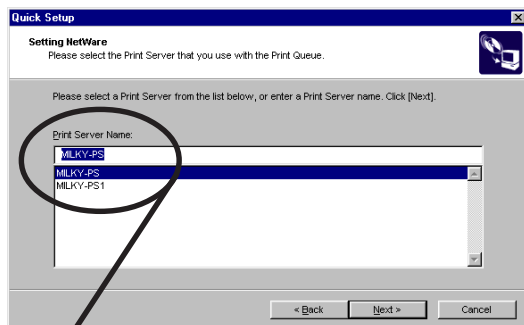 Quick Setup
Setting NetWare
Please select the Print Server that you use with the Print Queue.
Please select a Print Server from the list below, or enter a Print Server name. Click [Next].
Print Server Name:
MILKY-PS
MILKY-PS
MILKY-PS1
< Back Next > Cancel